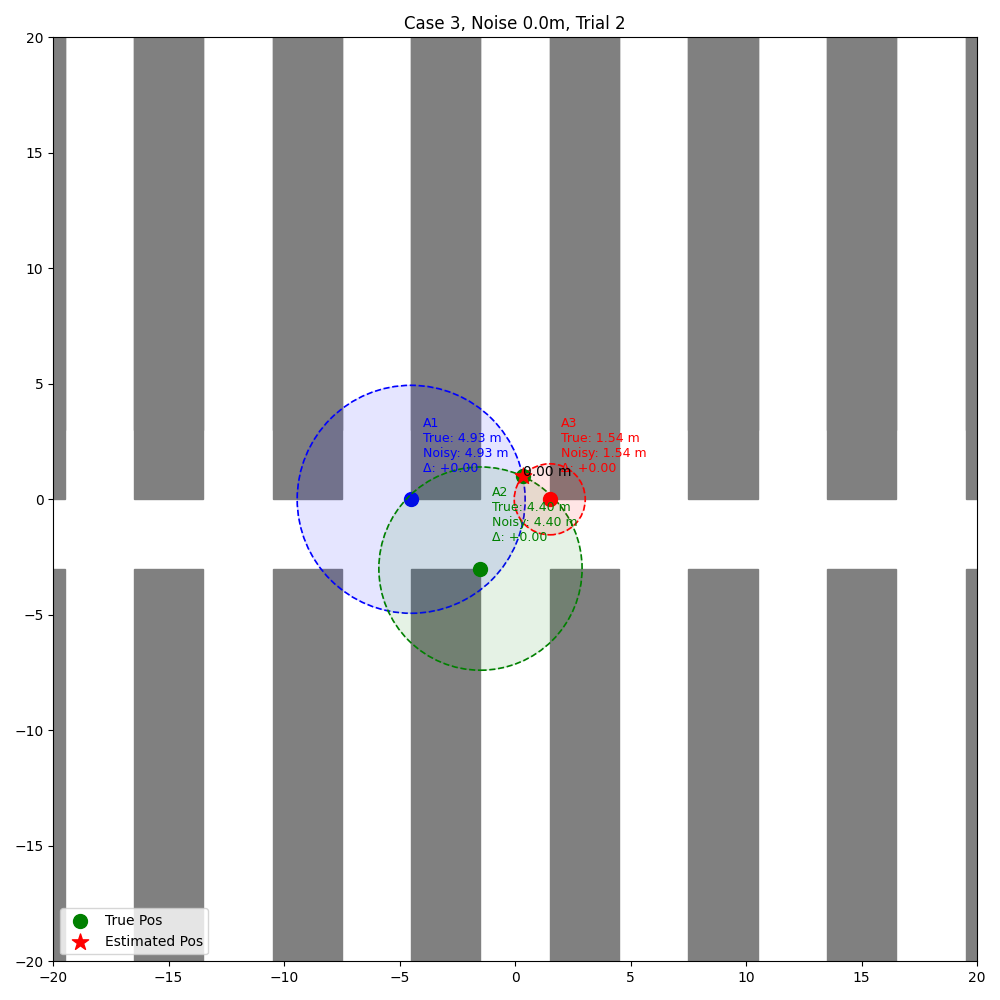 Case 3, Noise 0.0m, Trial 2
20
15
10
5
0
−5
−10
−15
−20
A1
True: 4.93 m
Noisy: 4.93 m
Δ: +0.00
A3
True: 1.54 m
Noisy: 1.54 m
Δ: +0.00
0.00 m
A2
True: 4.40 m
Noisy: 4.40 m
Δ: +0.00
True Pos
Estimated Pos
−20
−15
−10
−5
0
5
10
15
20